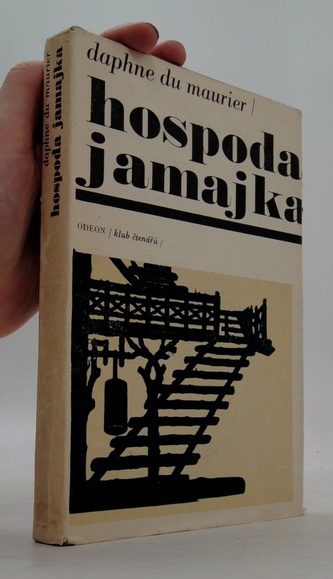 daphne du maurier /
hospoda
jamajka
ODEON / klub čtenářů /
daphne du maurier
hospoda jamajka